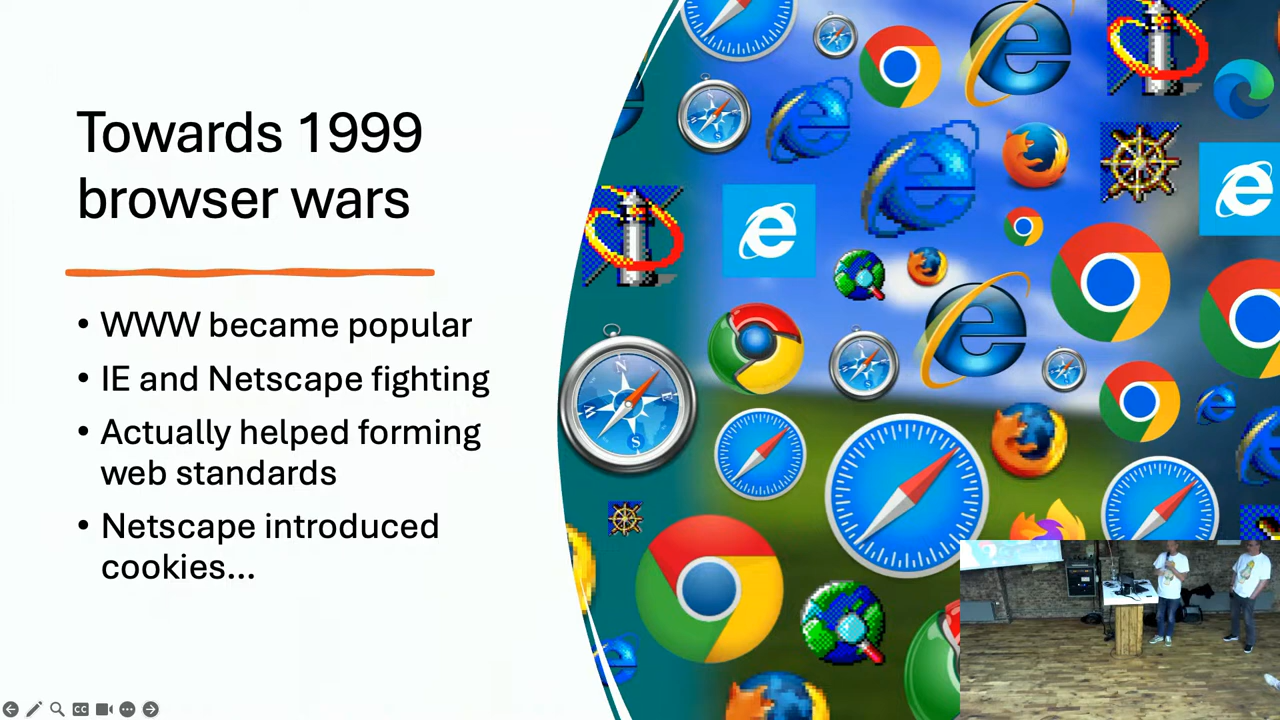 Towards 1999
browser wars
• WWW became popular
• IE and Netscape fighting
• Actually helped forming
web standards
• Netscape introduced
cookies...